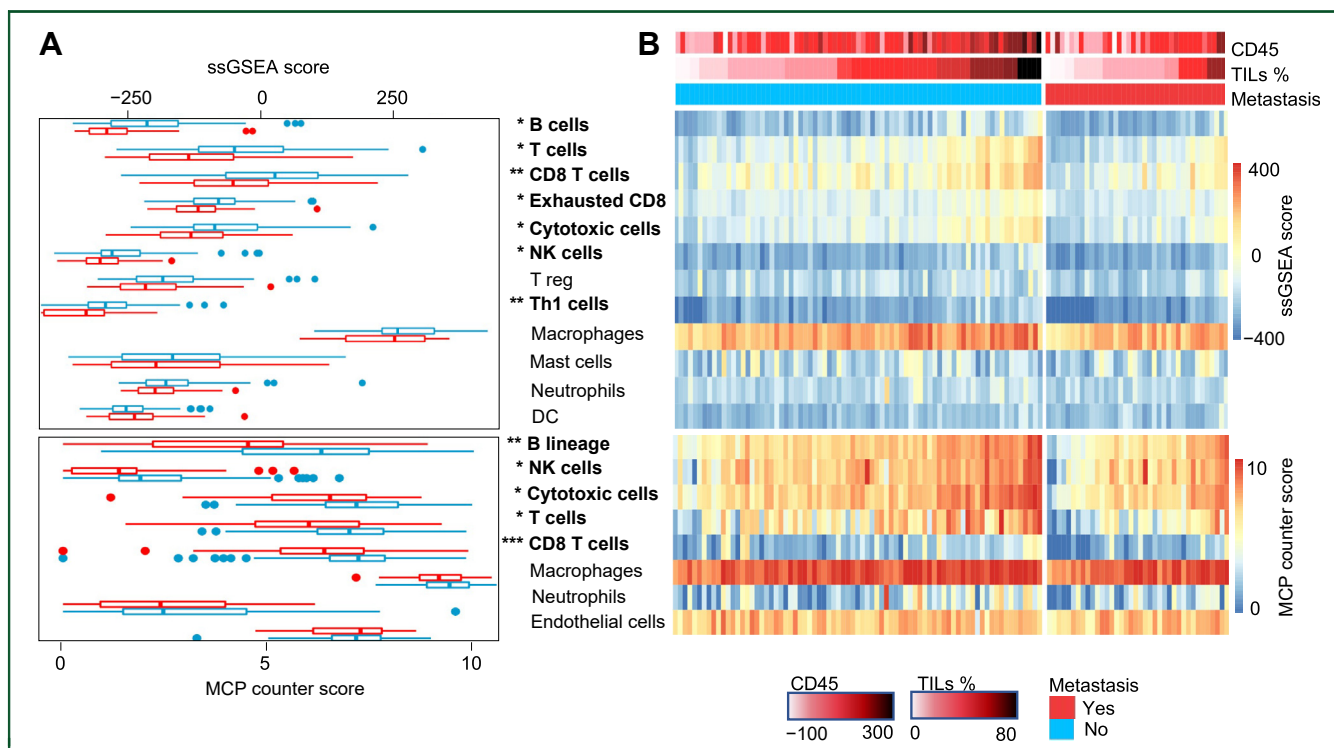 A
ssGSEA score
−250 0 250
* B cells
* T cells
** CD8 T cells
* Exhausted CD8
* Cytotoxic cells
* NK cells
T reg
** Th1 cells
Macrophages
Mast cells
Neutrophils
DC
** B lineage
* NK cells
* Cytotoxic cells
* T cells
*** CD8 T cells
Macrophages
Neutrophils
Endothelial cells
0 5 10
MCP counter score
B
CD45
TILs %
Metastasis
400
0
−400
ssGSEA score
10
0
MCP counter score
CD45
−100 300
TILs %
0 80
Metastasis
Yes
No